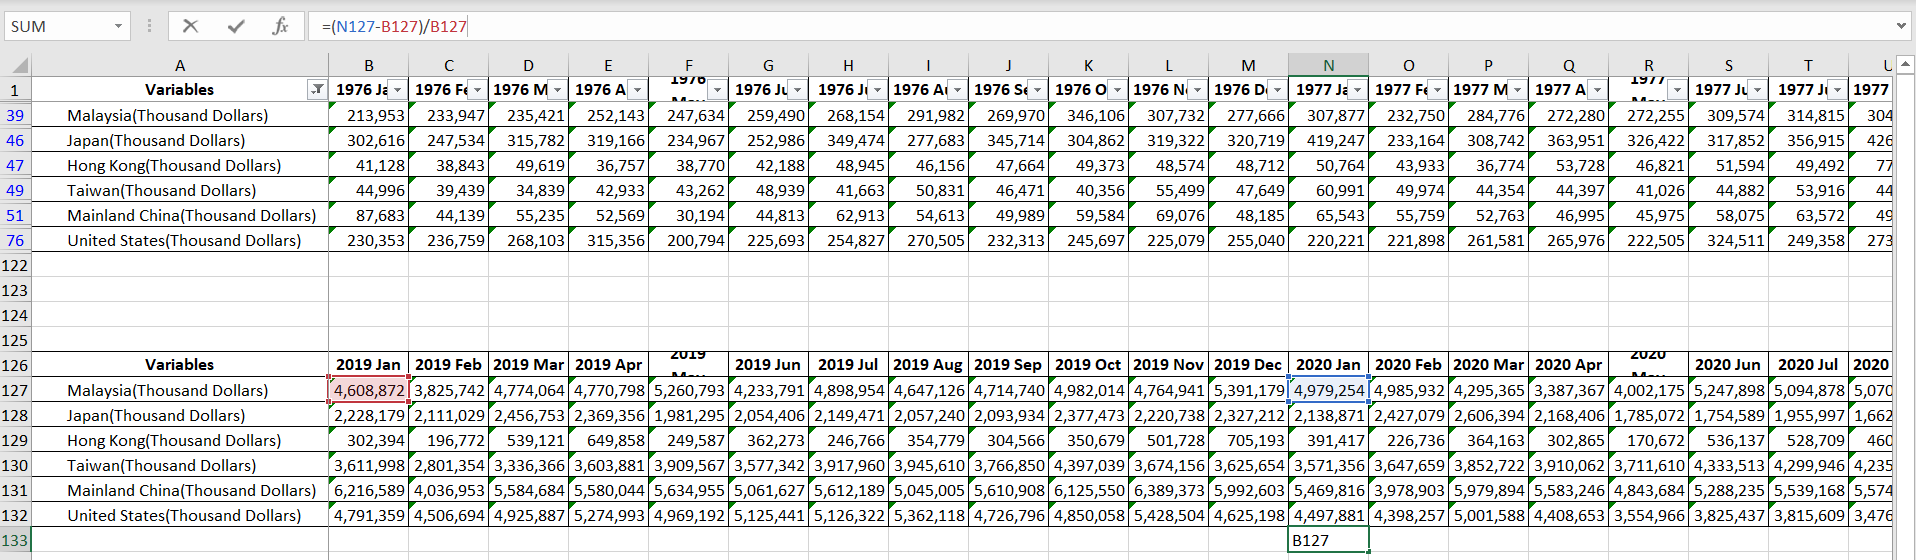 SUM =(N127-B127)/B127
A B C D E F G H I J K L M N O P Q R S T U
1 Variables 1976 Ja 1976 Fe 1976 M 1976 A 1976 1976 Ju 1976 Ju 1976 Au 1976 Se 1976 O 1976 N 1976 D 1977 Ja 1977 Fe 1977 M 1977 A 1977 1977 Ju 1977 Ju 1977
39 Malaysia(Thousand Dollars) 213,953 233,947 235,421 252,143 247,634 259,490 268,154 291,982 269,970 346,106 307,732 277,666 307,877 232,750 284,776 272,280 272,255 309,574 314,815 304
46 Japan(Thousand Dollars) 302,616 247,534 315,782 319,166 234,967 252,986 349,474 277,683 345,714 304,862 319,322 320,719 419,247 233,164 308,742 363,951 326,422 317,852 356,915 426
47 Hong Kong(Thousand Dollars) 41,128 38,843 49,619 36,757 38,770 42,188 48,945 46,156 47,664 49,373 48,574 48,712 50,764 43,933 36,774 53,728 46,821 51,594 49,492 77
49 Taiwan(Thousand Dollars) 44,996 39,439 34,839 42,933 43,262 48,939 41,663 50,831 46,471 40,356 55,499 47,649 60,991 49,974 44,354 44,397 41,026 44,882 53,916 44
51 Mainland China(Thousand Dollars) 87,683 44,139 55,235 52,569 30,194 44,813 62,913 54,613 49,989 59,584 69,076 48,185 65,543 55,759 52,763 46,995 45,975 58,075 63,572 49
76 United States(Thousand Dollars) 230,353 236,759 268,103 315,356 200,794 225,693 254,827 270,505 232,313 245,697 225,079 255,040 220,221 221,898 261,581 265,976 222,505 324,511 249,358 273
122
123
124
125
126 Variables 2019 Jan 2019 Feb 2019 Mar 2019 Apr 2019 2019 Jun 2019 Jul 2019 Aug 2019 Sep 2019 Oct 2019 Nov 2019 Dec 2020 Jan 2020 Feb 2020 Mar 2020 Apr 2020 2020 Jun 2020 Jul 2020
127 Malaysia(Thousand Dollars) 4,608,872 3,825,742 4,774,064 4,770,798 5,260,793 4,233,791 4,898,954 4,647,126 4,714,740 4,982,014 4,764,941 5,391,179 4,979,254 4,985,932 4,295,365 3,387,367 4,002,175 5,247,898 5,094,878 5,070
128 Japan(Thousand Dollars) 2,228,179 2,111,029 2,456,753 2,369,356 1,981,295 2,054,406 2,149,471 2,057,240 2,093,934 2,377,473 2,220,738 2,327,212 2,138,871 2,427,079 2,606,394 2,168,406 1,785,072 1,754,589 1,955,997 1,662
129 Hong Kong(Thousand Dollars) 302,394 196,772 539,121 649,858 249,587 362,273 246,766 354,779 304,566 350,679 501,728 705,193 391,417 226,736 364,163 302,865 170,672 536,137 528,709 460
130 Taiwan(Thousand Dollars) 3,611,998 2,801,354 3,336,366 3,603,881 3,909,567 3,577,342 3,917,960 3,945,610 3,766,850 4,397,039 3,674,156 3,625,654 3,571,356 3,647,659 3,852,722 3,910,062 3,711,610 4,333,513 4,299,946 4,235
131 Mainland China(Thousand Dollars) 6,216,589 4,036,953 5,584,684 5,580,044 5,634,955 5,061,627 5,612,189 5,045,005 5,610,908 6,125,550 6,389,373 5,992,603 5,469,816 3,978,903 5,979,894 5,583,246 4,843,684 5,288,235 5,539,168 5,574
132 United States(Thousand Dollars) 4,791,359 4,506,694 4,925,887 5,274,993 4,969,192 5,125,441 5,126,322 5,362,118 4,726,796 4,850,058 5,428,504 4,625,198 4,497,881 4,398,257 5,001,588 4,408,653 3,554,966 3,825,437 3,815,609 3,476
133 B127